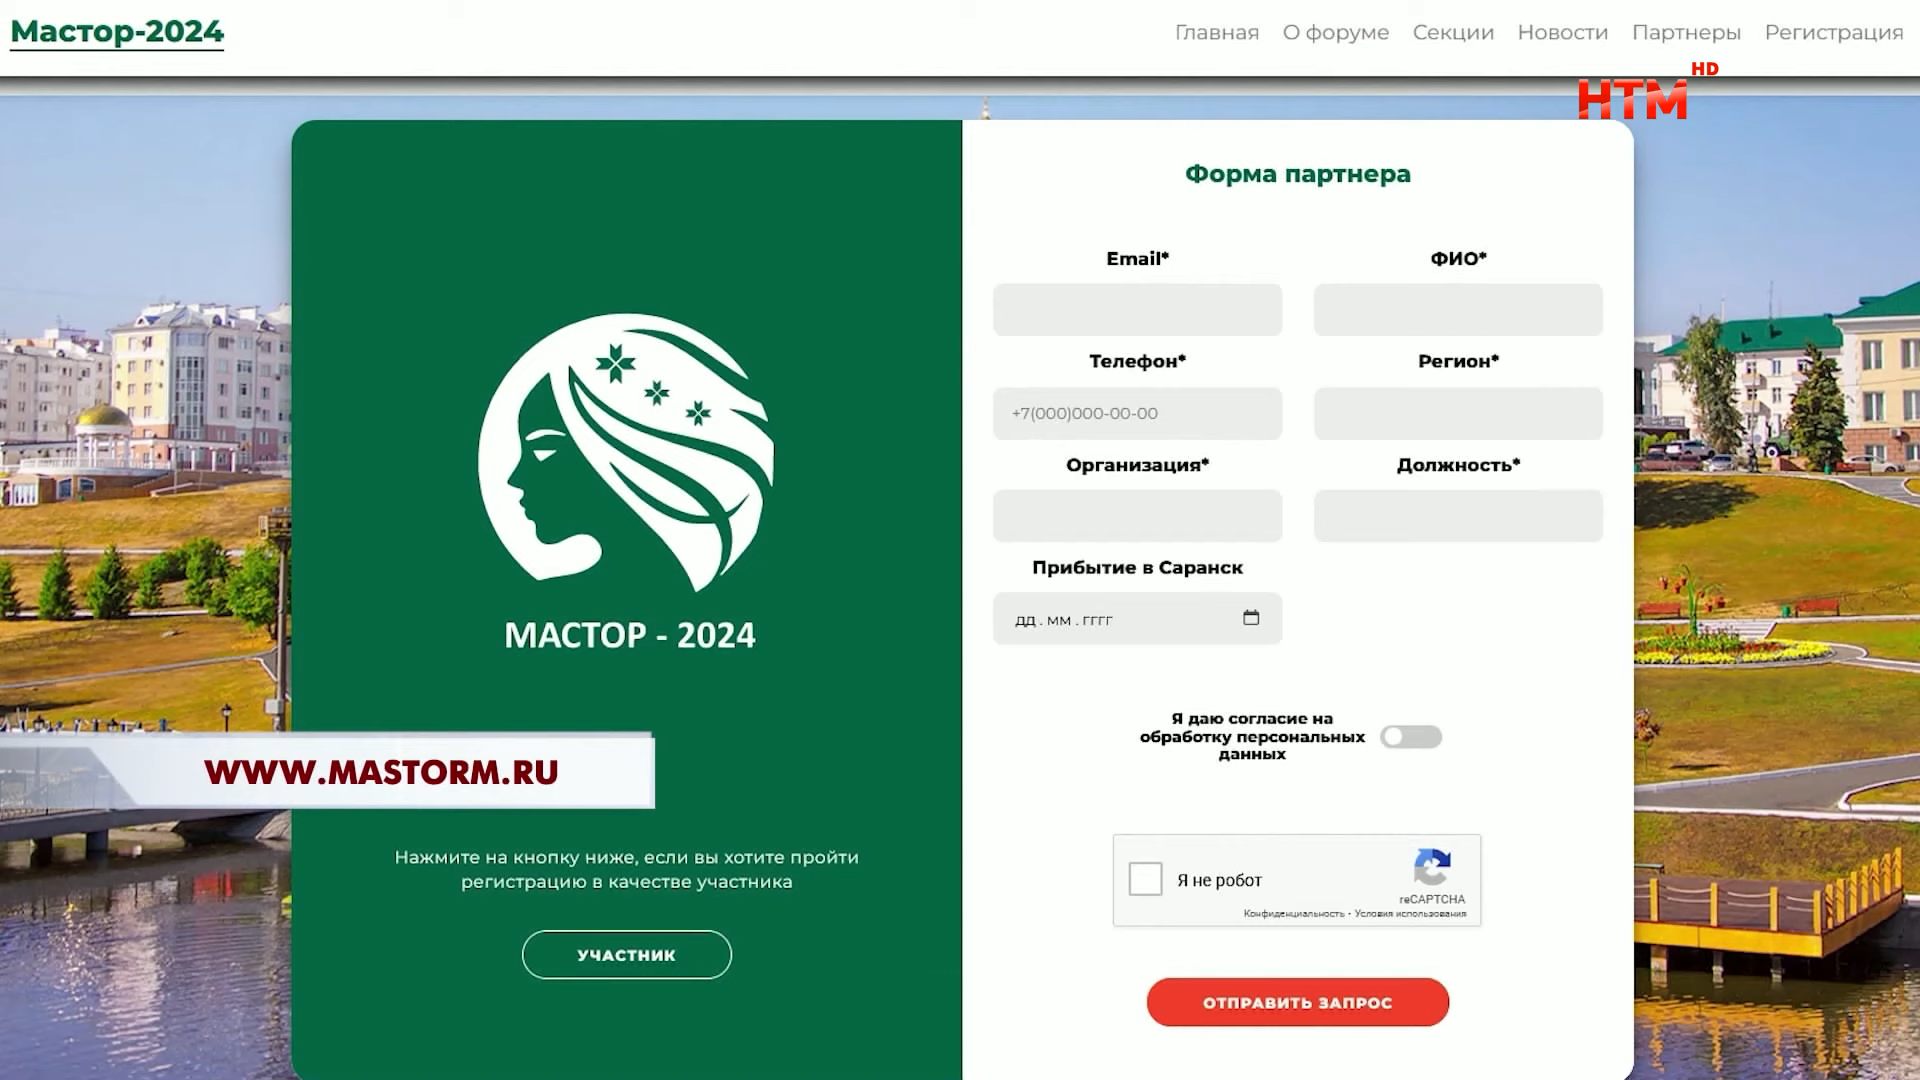 Мастор-2024
Главная О форуме Секции Новости Партнеры Регистрация
НТМ HD
Форма партнера
Email* ФИО*
Телефон* Регион*
+7(000)000-00-00
Организация* Должность*
Прибытие в Саранск
дд . мм . гггг
МАСТОР - 2024
Я даю согласие на
обработку персональных
данных
WWW.MASTORM.RU
Нажмите на кнопку ниже, если вы хотите пройти
регистрацию в качестве участника
УЧАСТНИК
Я не робот
reCAPTCHA
Конфиденциальность - Условия использования
ОТПРАВИТЬ ЗАПРОС